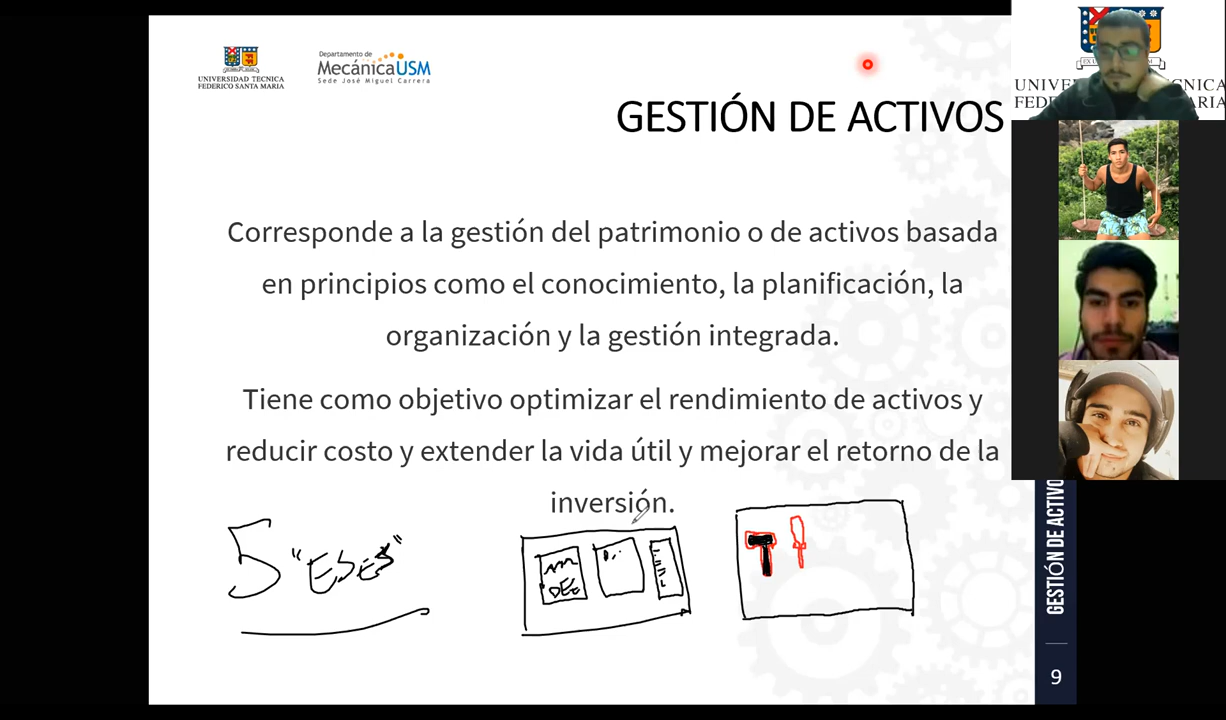 UNIVERSIDAD TECNICA
FEDERICO SANTA MARIA
Departamento de
MecánicaUSM
Sede José Miguel Carrera
GESTIÓN DE ACTIVOS
Corresponde a la gestión del patrimonio o de activos basada
en principios como el conocimiento, la planificación, la
organización y la gestión integrada.
Tiene como objetivo optimizar el rendimiento de activos y
reducir costo y extender la vida útil y mejorar el retorno de la
inversión.
5 "ESES"
GESTIÓN DE ACTIVO
9